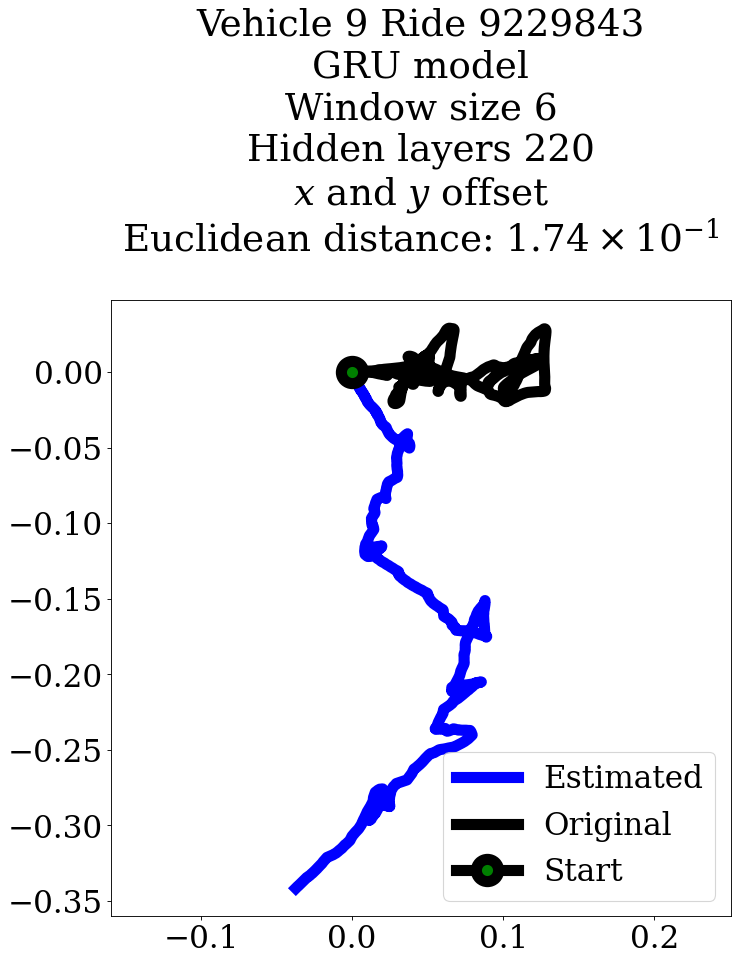 Vehicle 9 Ride 9229843
GRU model
Window size 6
Hidden layers 220
x and y offset
Euclidean distance: 1.74 × 10⁻¹
0.00
−0.05
−0.10
−0.15
−0.20
−0.25
−0.30
−0.35
Estimated
Original
Start
−0.1 0.0 0.1 0.2